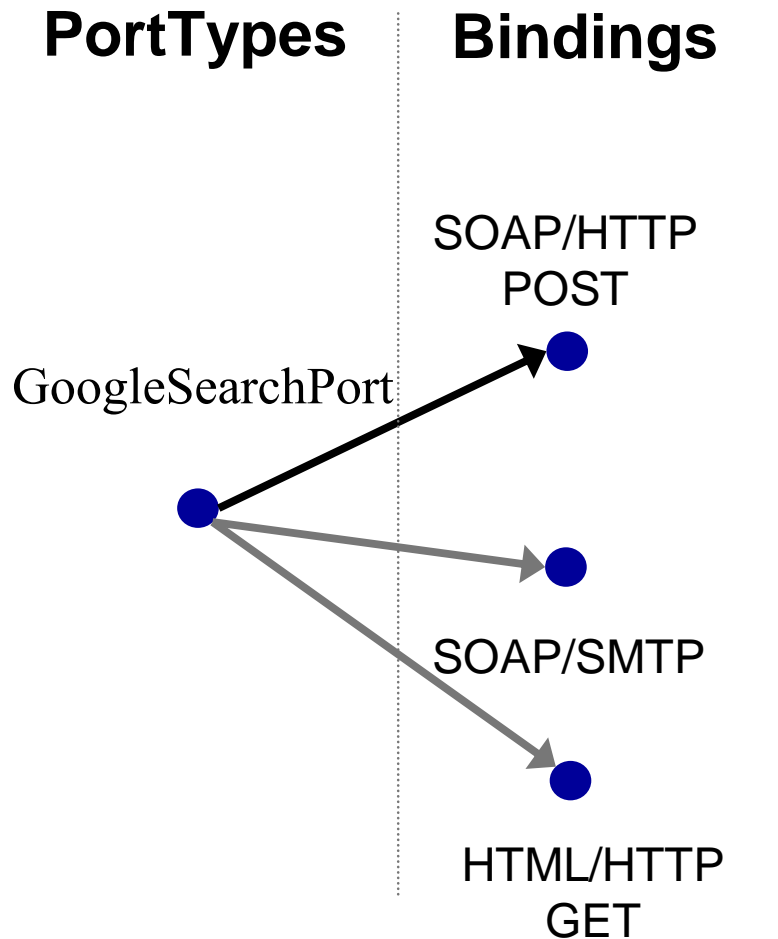 PortTypes
Bindings
SOAP/HTTP
POST
GoogleSearchPort
SOAP/SMTP
HTML/HTTP
GET